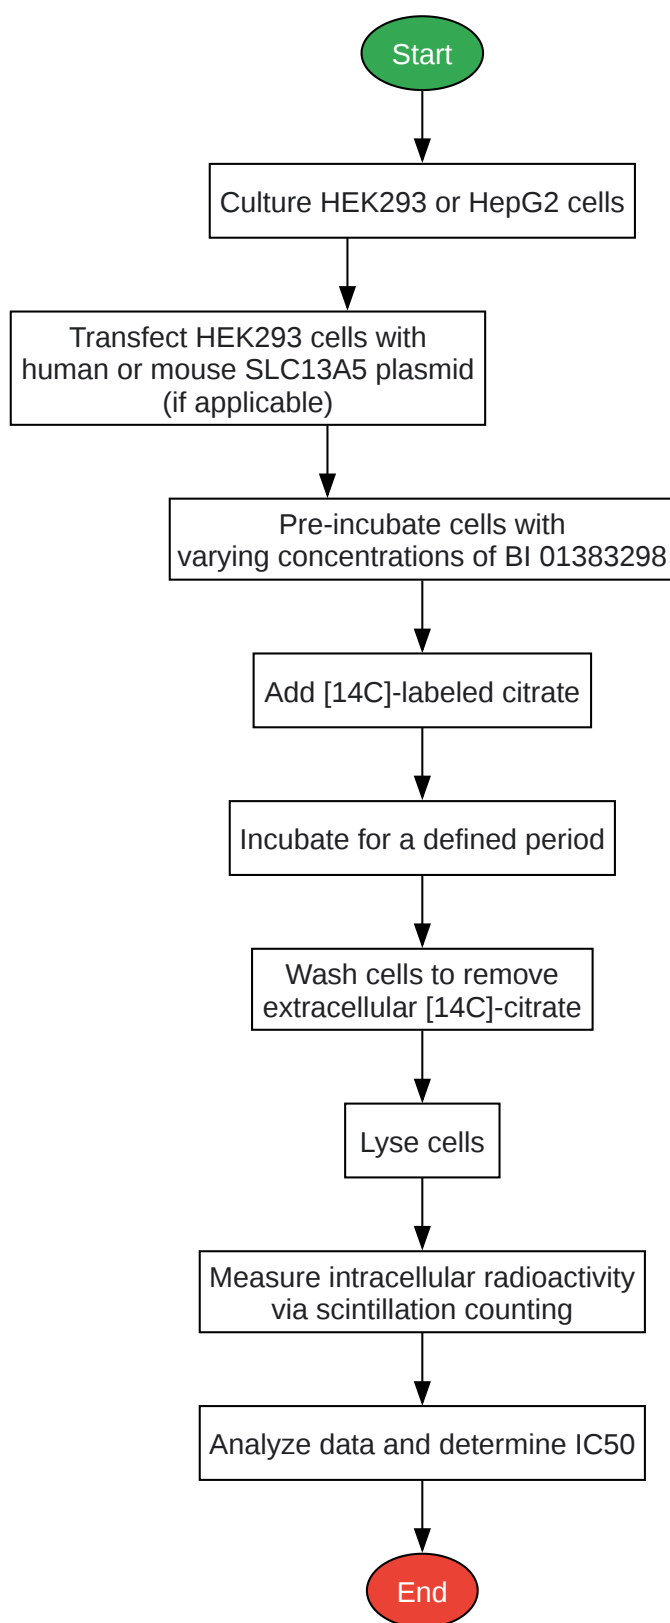 Start
Culture HEK293 or HepG2 cells
Transfect HEK293 cells with
human or mouse SLC13A5 plasmid
(if applicable)
Pre-incubate cells with
varying concentrations of BI 01383298
Add [14C]-labeled citrate
Incubate for a defined period
Wash cells to remove
extracellular [14C]-citrate
Lyse cells
Measure intracellular radioactivity
via scintillation counting
Analyze data and determine IC50
End